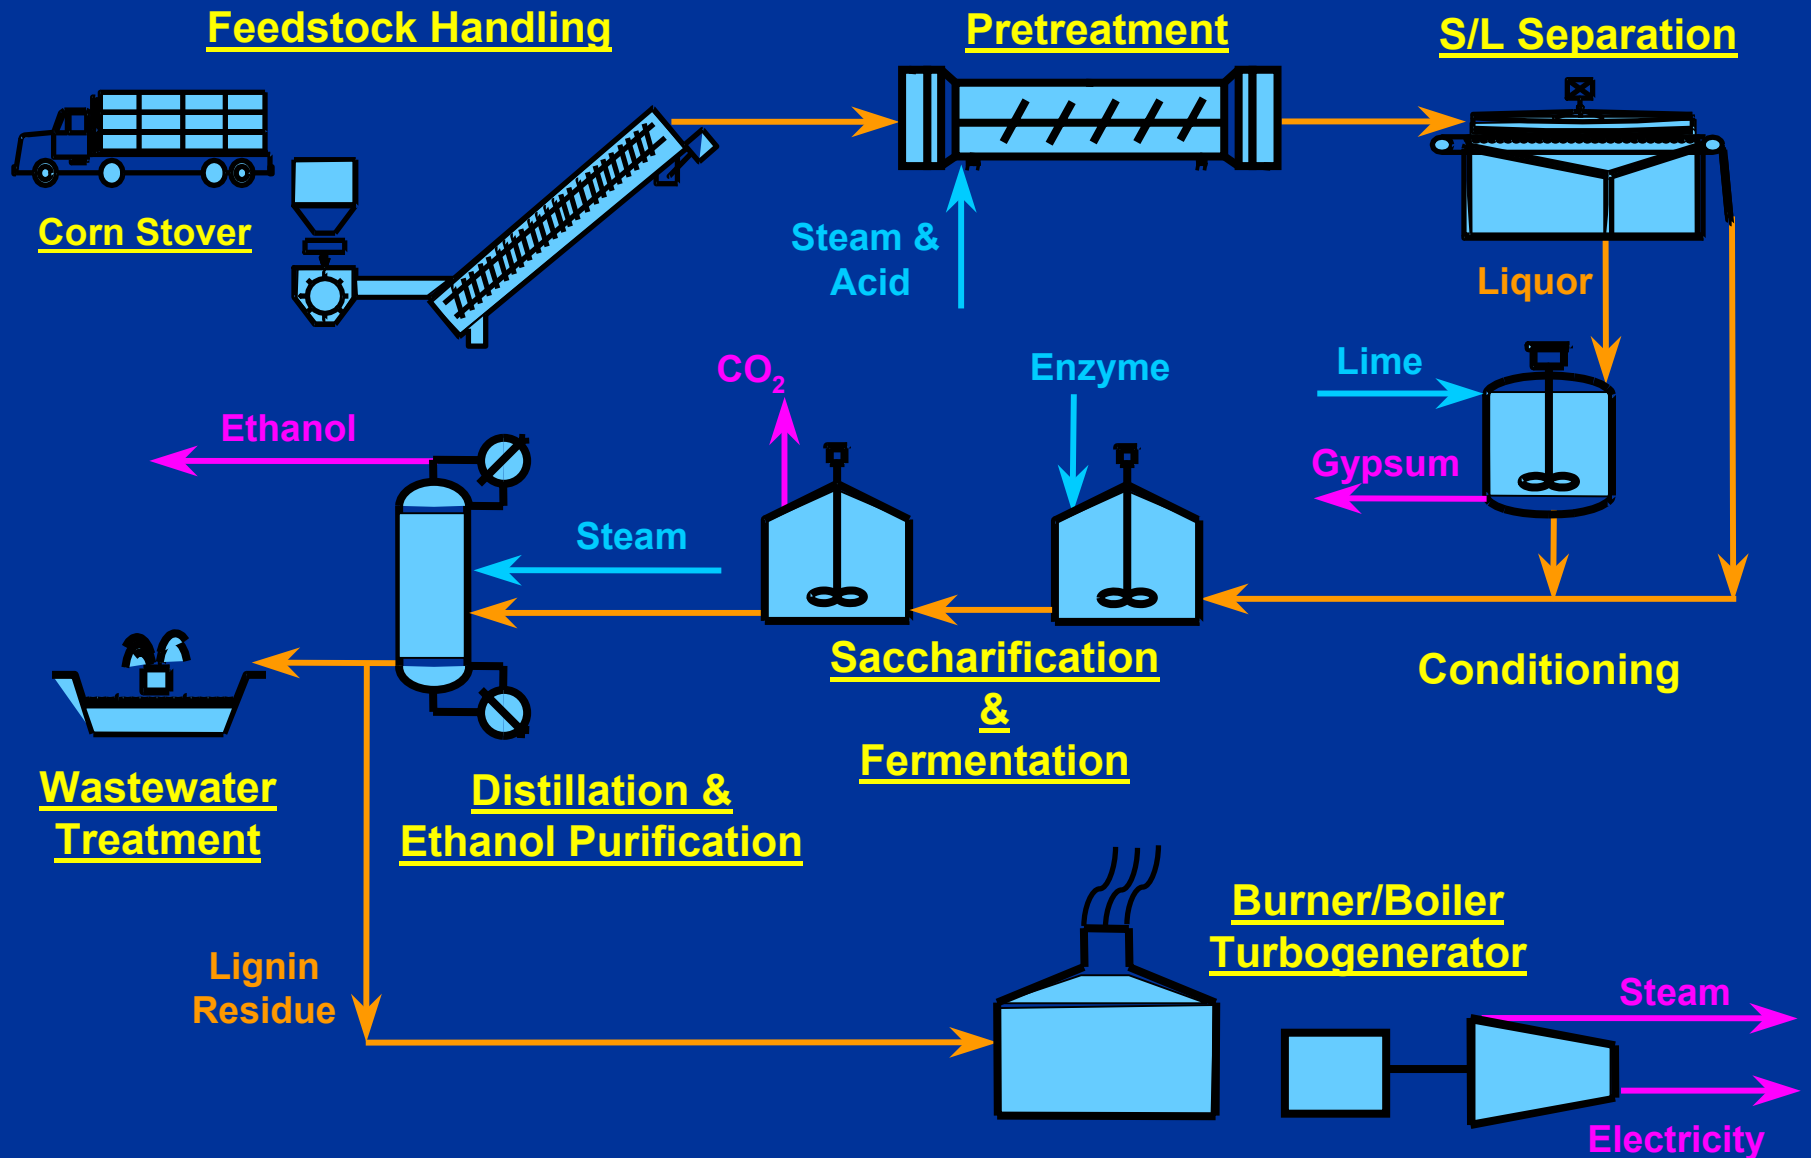 Feedstock Handling
Pretreatment
S/L Separation
Corn Stover
Steam &
Acid
Liquor
CO₂
Enzyme
Lime
Ethanol
Gypsum
Steam
Saccharification
&
Fermentation
Conditioning
Wastewater
Treatment
Distillation &
Ethanol Purification
Burner/Boiler
Turbogenerator
Lignin
Residue
Steam
Electricity